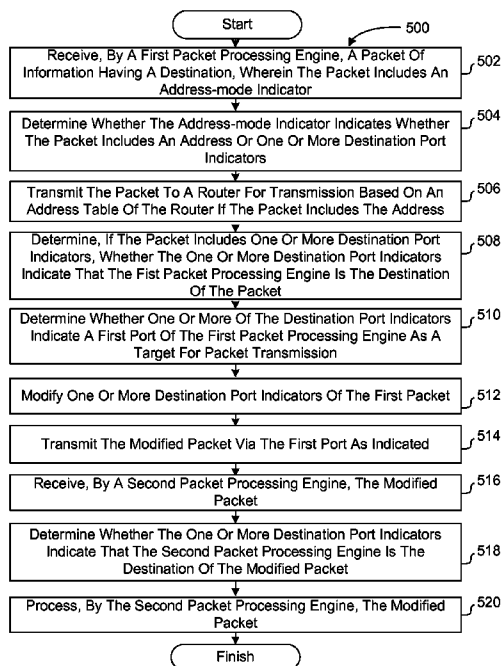 Start
500
Receive, By A First Packet Processing Engine, A Packet Of
Information Having A Destination, Wherein The Packet Includes An
Address-mode Indicator
502
Determine Whether The Address-mode Indicator Indicates Whether
The Packet Includes An Address Or One Or More Destination Port
Indicators
504
Transmit The Packet To A Router For Transmission Based On An
Address Table Of The Router If The Packet Includes The Address
506
Determine, If The Packet Includes One Or More Destination Port
Indicators, Whether The One Or More Destination Port Indicators
Indicate That The Fist Packet Processing Engine Is The Destination
Of The Packet
508
Determine Whether One Or More Of The Destination Port Indicators
Indicate A First Port Of The First Packet Processing Engine As A
Target For Packet Transmission
510
Modify One Or More Destination Port Indicators Of The First Packet
512
Transmit The Modified Packet Via The First Port As Indicated
514
Receive, By A Second Packet Processing Engine, The Modified
Packet
516
Determine Whether The One Or More Destination Port Indicators
Indicate That The Second Packet Processing Engine Is The
Destination Of The Modified Packet
518
Process, By The Second Packet Processing Engine, The Modified
Packet
520
Finish